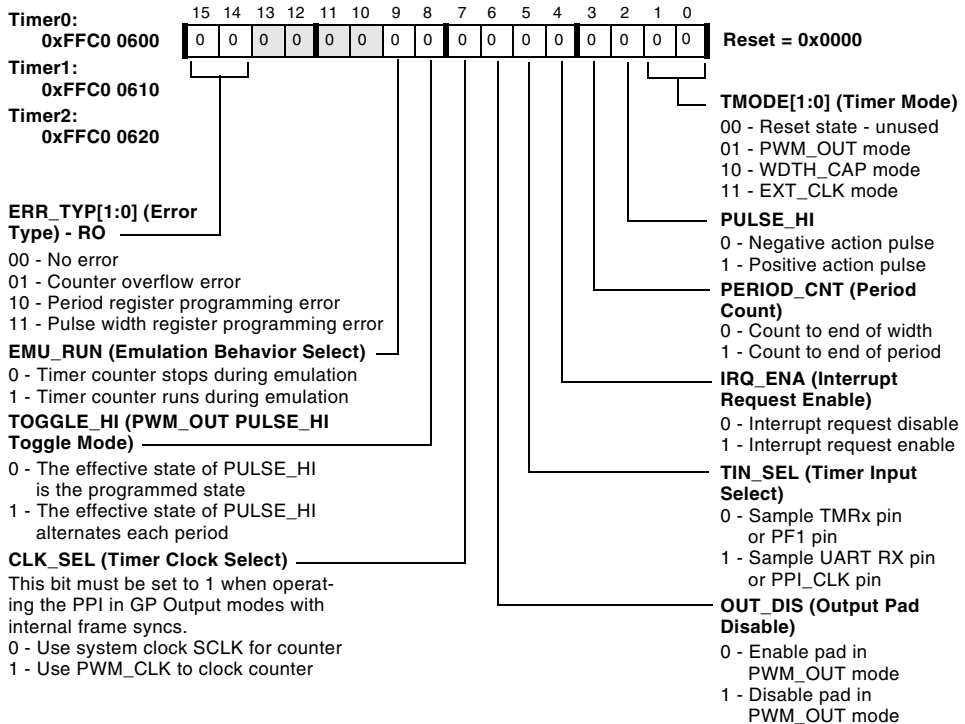 Timer0:
0xFFC0 0600
Timer1:
0xFFC0 0610
Timer2:
0xFFC0 0620
15 14 13 12 11 10 9 8 7 6 5 4 3 2 1 0
0 0 0 0 0 0 0 0 0 0 0 0 0 0 0 0
Reset = 0x0000
ERR_TYP[1:0] (Error
Type) - RO
00 - No error
01 - Counter overflow error
10 - Period register programming error
11 - Pulse width register programming error
EMU_RUN (Emulation Behavior Select)
0 - Timer counter stops during emulation
1 - Timer counter runs during emulation
TOGGLE_HI (PWM_OUT PULSE_HI
Toggle Mode)
0 - The effective state of PULSE_HI
is the programmed state
1 - The effective state of PULSE_HI
alternates each period
CLK_SEL (Timer Clock Select)
This bit must be set to 1 when operat-
ing the PPI in GP Output modes with
internal frame syncs.
0 - Use system clock SCLK for counter
1 - Use PWM_CLK to clock counter
TMODE[1:0] (Timer Mode)
00 - Reset state - unused
01 - PWM_OUT mode
10 - WDTH_CAP mode
11 - EXT_CLK mode
PULSE_HI
0 - Negative action pulse
1 - Positive action pulse
PERIOD_CNT (Period
Count)
0 - Count to end of width
1 - Count to end of period
IRQ_ENA (Interrupt
Request Enable)
0 - Interrupt request disable
1 - Interrupt request enable
TIN_SEL (Timer Input
Select)
0 - Sample TMRx pin
or PF1 pin
1 - Sample UART RX pin
or PPI_CLK pin
OUT_DIS (Output Pad
Disable)
0 - Enable pad in
PWM_OUT mode
1 - Disable pad in
PWM_OUT mode